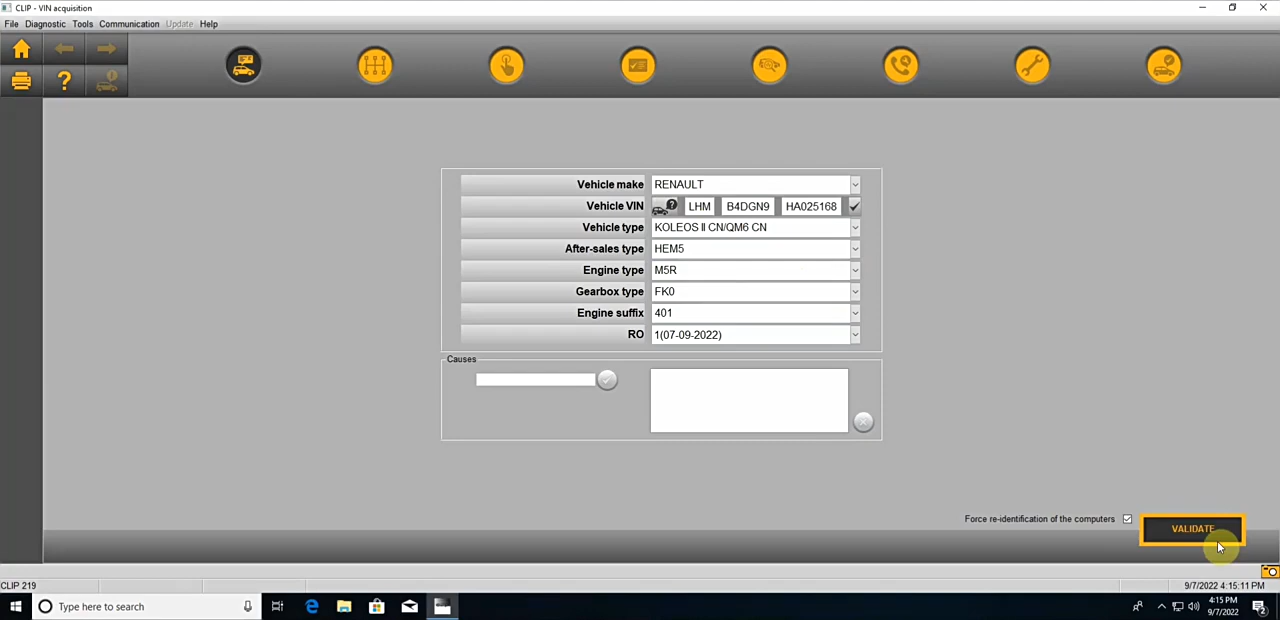 CLIP - VIN acquisition
File Diagnostic Tools Communication Update Help
?
Vehicle make RENAULT
Vehicle VIN ? LHM B4DGN9 HA025168
Vehicle type KOLEOS II CN/QM6 CN
After-sales type HEM5
Engine type M5R
Gearbox type FK0
Engine suffix 401
RO 1(07-09-2022)
Causes
Force re-identification of the computers VALIDATE
CLIP 219 9/7/2022 4:15:11 PM
Type here to search 4:15 PM
9/7/2022 2